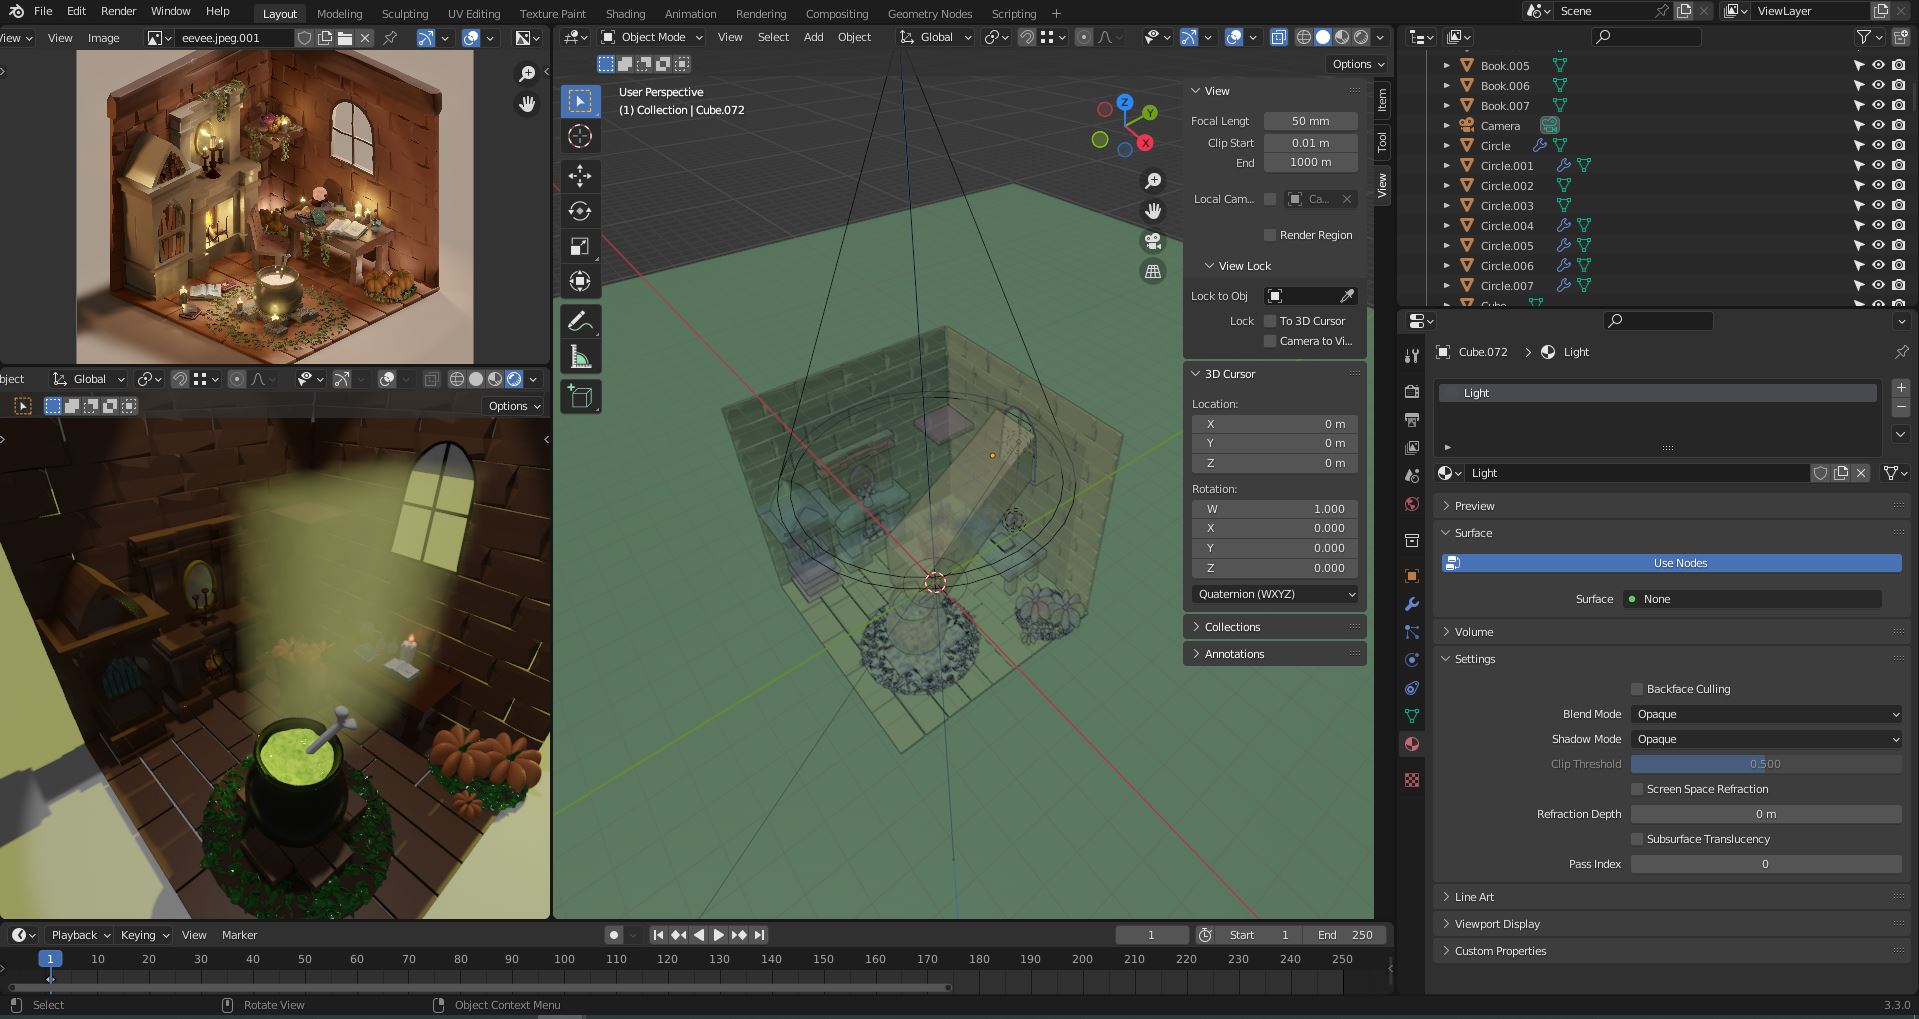 File Edit Render Window Help Layout Modeling Sculpting UV Editing Texture Paint Shading Animation Rendering Compositing Geometry Nodes Scripting + Scene ViewLayer
View Image eevee.jpeg.001
Object Mode View Select Add Object Global
Options
User Perspective
(1) Collection | Cube.072
Z
Y
X
View
Focal Lengt 50 mm
Clip Start 0.01 m
End 1000 m
Local Cam... Ca...
Render Region
View Lock
Lock to Obj
Lock To 3D Cursor
Camera to Vi...
3D Cursor
Location:
X 0 m
Y 0 m
Z 0 m
Rotation:
W 1.000
X 0.000
Y 0.000
Z 0.000
Quaternion (WXYZ)
Collections
Annotations
Item
Tool
View
Book.005
Book.006
Book.007
Camera
Circle
Circle.001
Circle.002
Circle.003
Circle.004
Circle.005
Circle.006
Circle.007
Cube
Cube.072 > Light
Light
Light
Preview
Surface
Use Nodes
Surface None
Volume
Settings
Backface Culling
Blend Mode Opaque
Shadow Mode Opaque
Clip Threshold 0.500
Screen Space Refraction
Refraction Depth 0 m
Subsurface Translucency
Pass Index 0
Line Art
Viewport Display
Custom Properties
bject Global
Options
Playback Keying View Marker 1 Start 1 End 250
1 10 20 30 40 50 60 70 80 90 100 110 120 130 140 150 160 170 180 190 200 210 220 230 240 250
Select Rotate View Object Context Menu 3.3.0